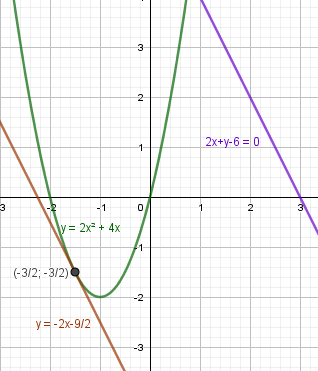 3
2
2x+y-6 = 0
1
3 -2 -1 0 1 2 3
y = 2x² + 4x
-1
(-3/2; -3/2)
-2
y = -2x-9/2
-3